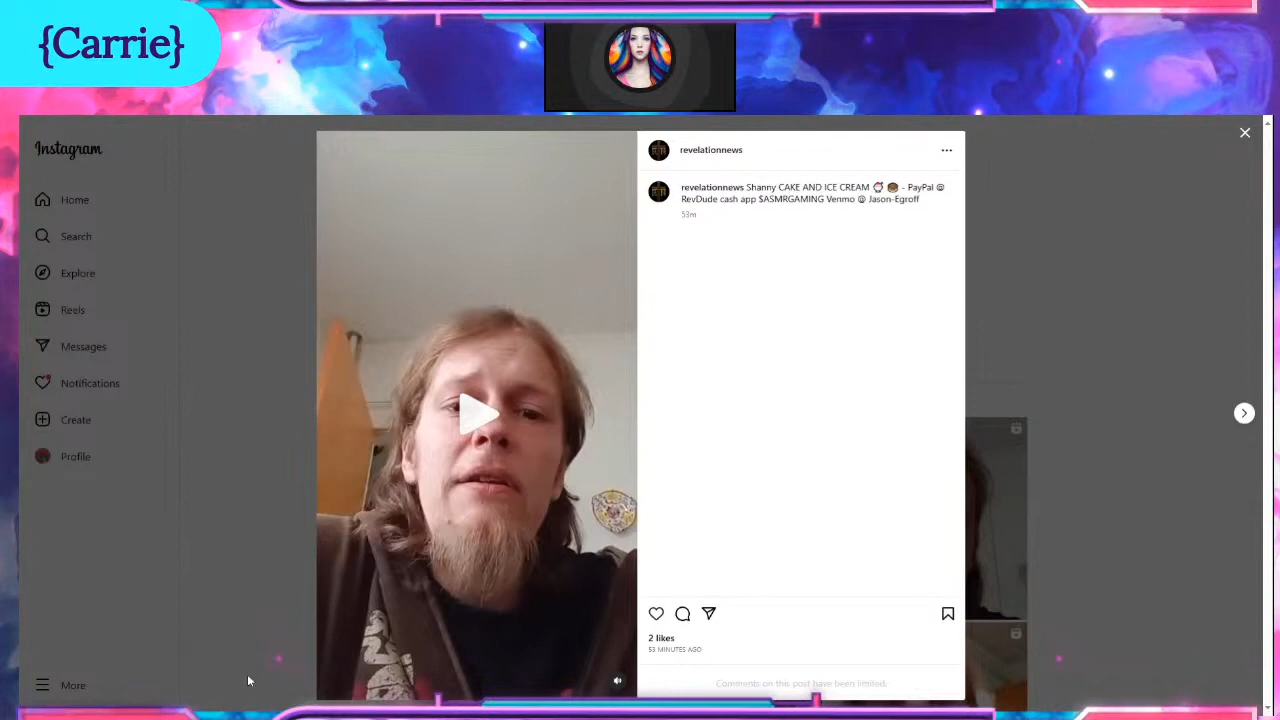 {Carrie}
Instagram
Home
Search
Explore
Reels
Messages
Notifications
Create
Profile
More
revelationnews
revelationnews Shanny CAKE AND ICE CREAM 🍨 🍩 - PayPal @
RevDude cash app $ASMRGAMING Venmo @ Jason-Egroff
53m
2 likes
53 MINUTES AGO
Comments on this post have been limited.